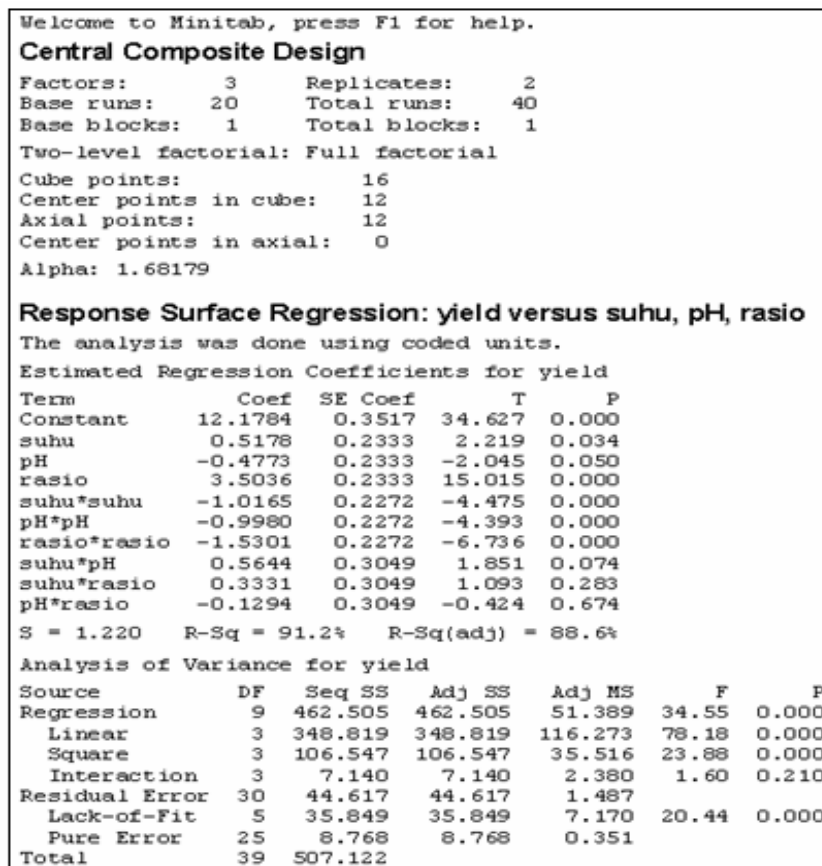 Welcome to Minitab, press F1 for help.
Central Composite Design
Factors: 3 Replicates: 2
Base runs: 20 Total runs: 40
Base blocks: 1 Total blocks: 1
Two-level factorial: Full factorial
Cube points: 16
Center points in cube: 12
Axial points: 12
Center points in axial: 0
Alpha: 1.68179
Response Surface Regression: yield versus suhu, pH, rasio
The analysis was done using coded units.
Estimated Regression Coefficients for yield
Term Coef SE Coef T P
Constant 12.1784 0.3517 34.627 0.000
suhu 0.5178 0.2333 2.219 0.034
pH -0.4773 0.2333 -2.045 0.050
rasio 3.5036 0.2333 15.015 0.000
suhu*suhu -1.0165 0.2272 -4.475 0.000
pH*pH -0.9980 0.2272 -4.393 0.000
rasio*rasio -1.5301 0.2272 -6.736 0.000
suhu*pH 0.5644 0.3049 1.851 0.074
suhu*rasio 0.3331 0.3049 1.093 0.283
pH*rasio -0.1294 0.3049 -0.424 0.674
S = 1.220 R-Sq = 91.2% R-Sq(adj) = 88.6%
Analysis of Variance for yield
Source DF Seq SS Adj SS Adj MS F P
Regression 9 462.505 462.505 51.389 34.55 0.000
Linear 3 348.819 348.819 116.273 78.18 0.000
Square 3 106.547 106.547 35.516 23.88 0.000
Interaction 3 7.140 7.140 2.380 1.60 0.210
Residual Error 30 44.617 44.617 1.487
Lack-of-Fit 5 35.849 35.849 7.170 20.44 0.000
Pure Error 25 8.768 8.768 0.351
Total 39 507.122